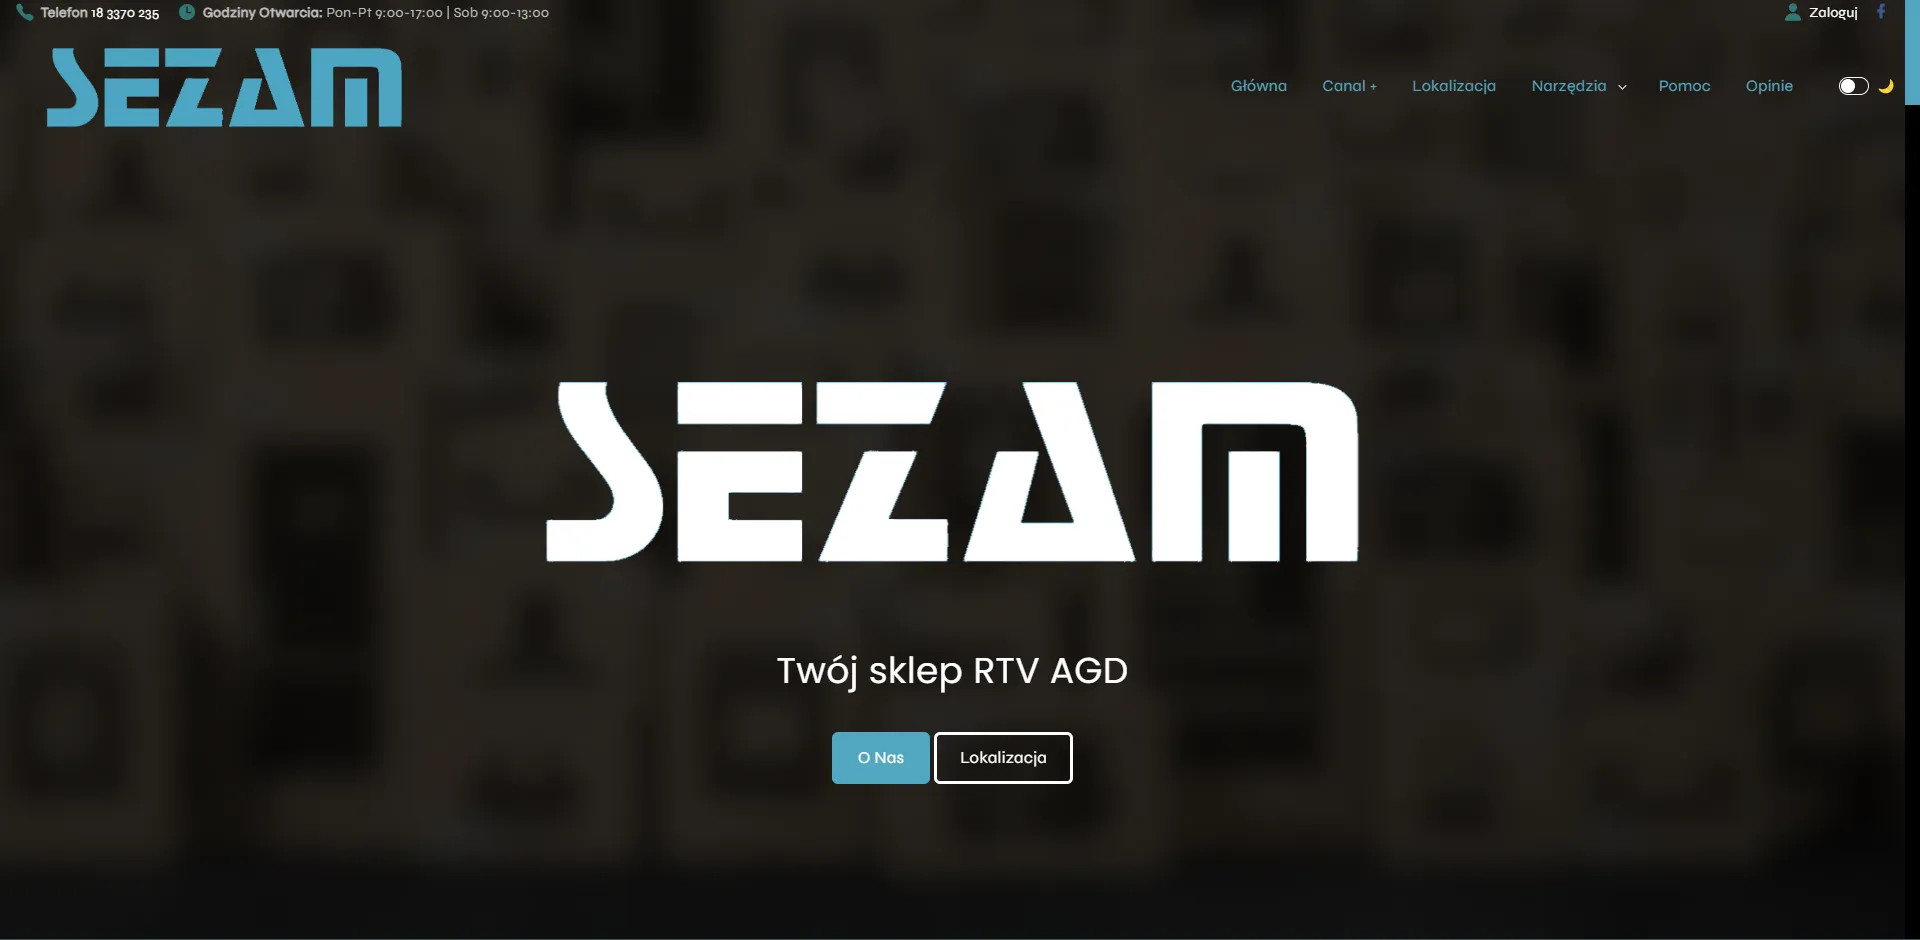 Telefon 18 3370 235 Godziny Otwarcia: Pon-Pt 9:00-17:00 | Sob 9:00-13:00 Zaloguj
SEZAM
Główna Canal + Lokalizacja Narzędzia Pomoc Opinie
SEZAM
Twój sklep RTV AGD
O Nas Lokalizacja